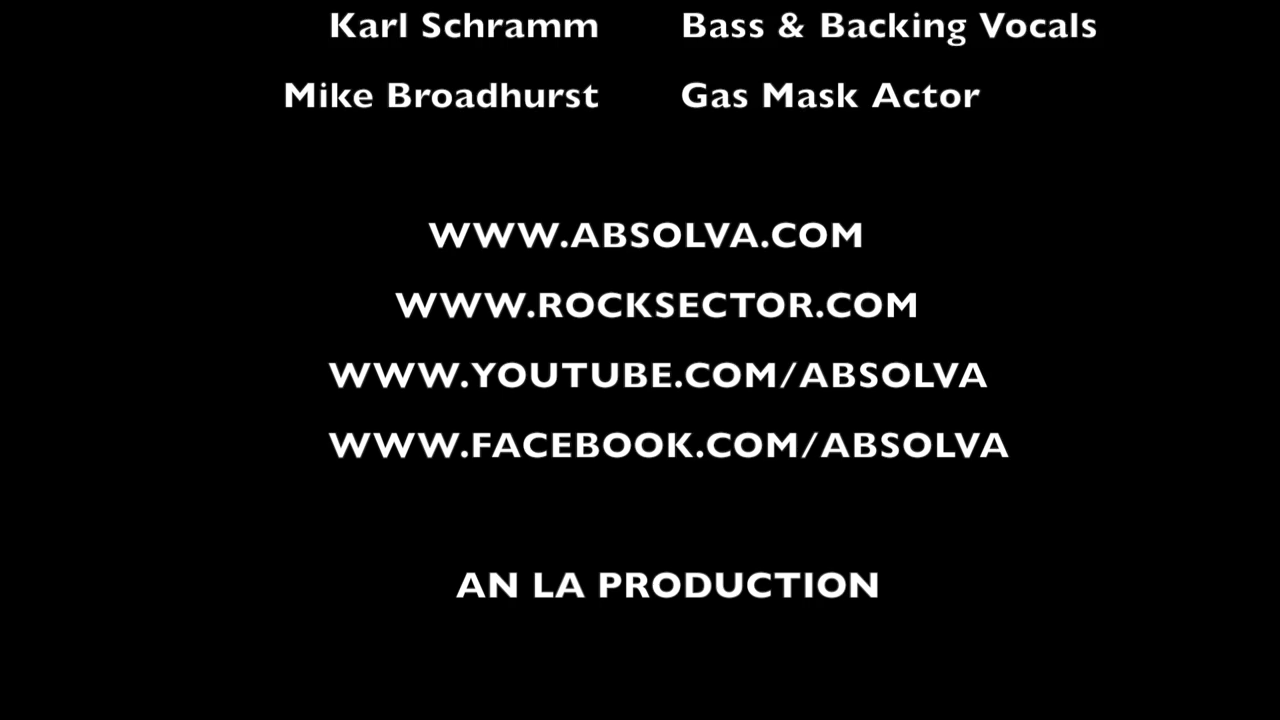 Karl Schramm Bass & Backing Vocals
Mike Broadhurst Gas Mask Actor
WWW.ABSOLVA.COM
WWW.ROCKSECTOR.COM
WWW.YOUTUBE.COM/ABSOLVA
WWW.FACEBOOK.COM/ABSOLVA
AN LA PRODUCTION